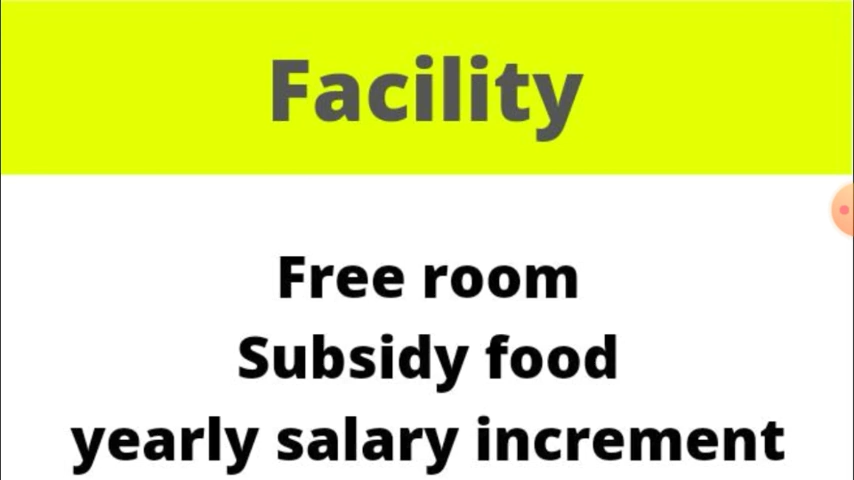 Facility
Free room
Subsidy food
yearly salary increment